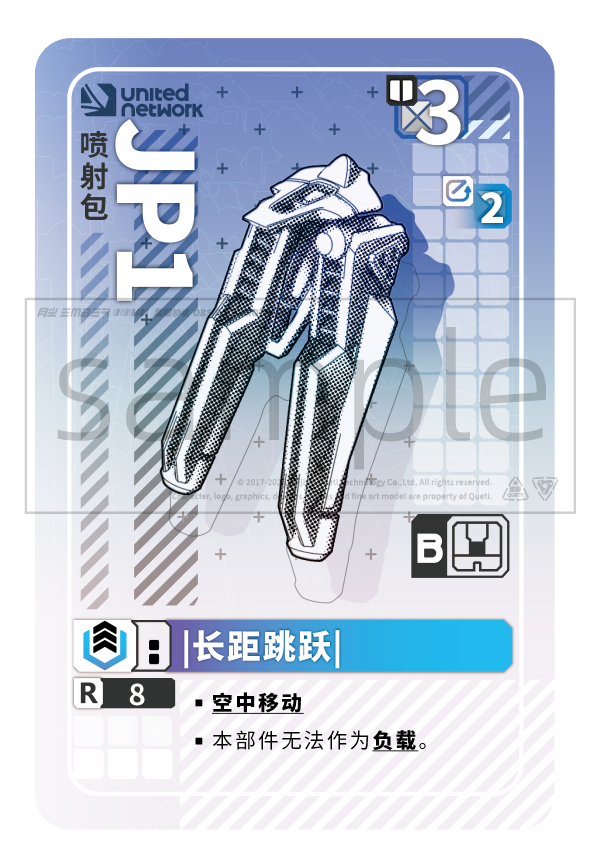 UNITED
NETWORK
3
喷射包
JP1
2
sample
B
|长距跳跃|
R 8
▪ 空中移动
▪ 本部件无法作为负载。